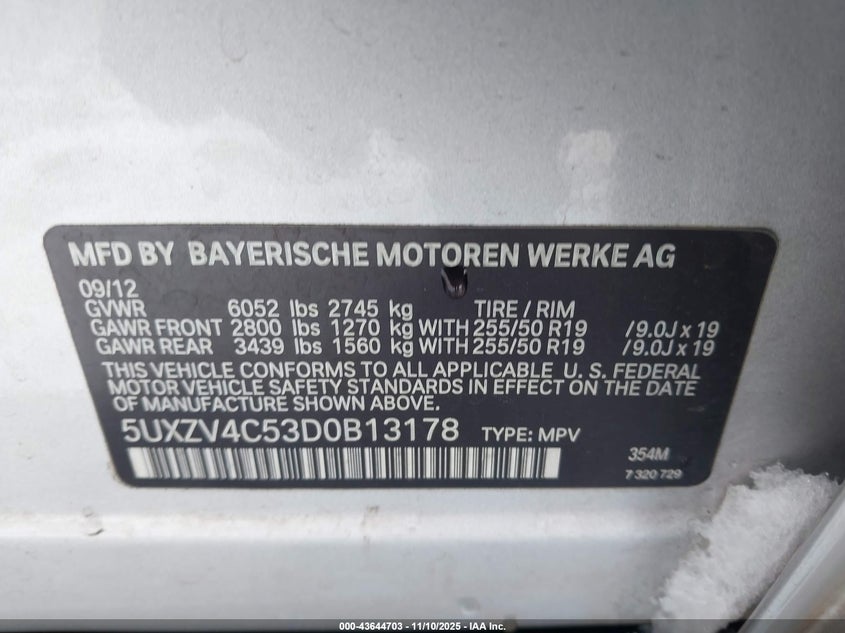 MFD BY BAYERISCHE MOTOREN WERKE AG
09/12
GVWR 6052 lbs 2745 kg TIRE / RIM
GAWR FRONT 2800 lbs 1270 kg WITH 255/50 R19 /9.0J x 19
GAWR REAR 3439 lbs 1560 kg WITH 255/50 R19 /9.0J x 19
THIS VEHICLE CONFORMS TO ALL APPLICABLE U. S. FEDERAL
MOTOR VEHICLE SAFETY STANDARDS IN EFFECT ON THE DATE
OF MANUFACTURE SHOWN ABOVE.
5UXZV4C53D0B13178 TYPE: MPV
354M
7 320 729
000-43644703 - 11/10/2025 - IAA Inc.